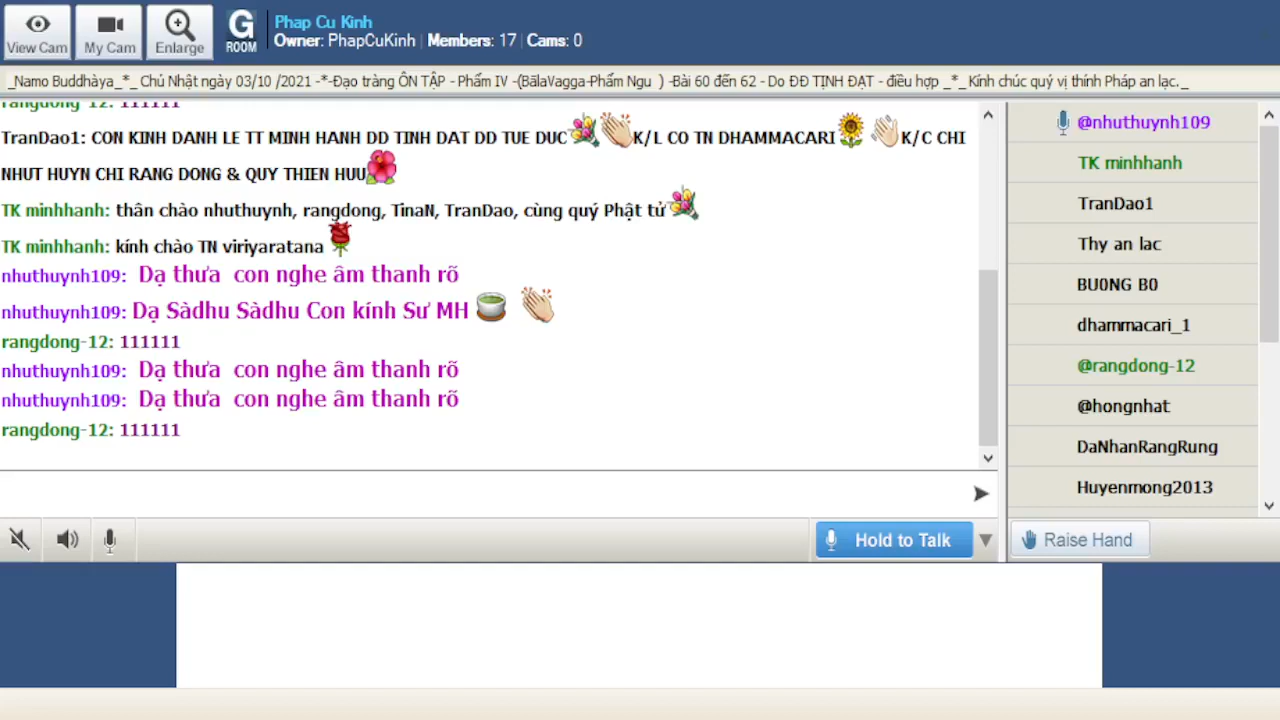 View Cam
My Cam
Enlarge
G
ROOM
Phap Cu Kinh
Owner: PhapCuKinh | Members: 17 | Cams: 0
_Namo Buddhàya_*_ Chủ Nhật ngày 03/10 /2021 -*-Đạo tràng ÔN TẬP - Phẩm IV -(BālaVagga-Phẩm Ngu ) -Bài 60 đến 62 - Do ĐĐ TỊNH ĐẠT - điều hợp _*_ Kính chúc quý vị thính Pháp an lạc._
rangdong-12: 111111
TranDao1: CON KINH DANH LE TT MINH HANH DD TINH DAT DD TUE DUC K/L CO TN DHAMMACARI K/C CHI
NHUT HUYN CHI RANG DONG & QUY THIEN HUU
TK minhhanh: thân chào nhuthuynh, rangdong, TinaN, TranDao, cùng quý Phật tử
TK minhhanh: kính chào TN viriyaratana
nhuthuynh109: Dạ thưa con nghe âm thanh rõ
nhuthuynh109: Dạ Sàdhu Sàdhu Con kính Sư MH
rangdong-12: 111111
nhuthuynh109: Dạ thưa con nghe âm thanh rõ
nhuthuynh109: Dạ thưa con nghe âm thanh rõ
rangdong-12: 111111
@nhuthuynh109
TK minhhanh
TranDao1
Thy an lac
BU0NG B0
dhammacari_1
@rangdong-12
@hongnhat
DaNhanRangRung
Huyenmong2013
Hold to Talk
Raise Hand